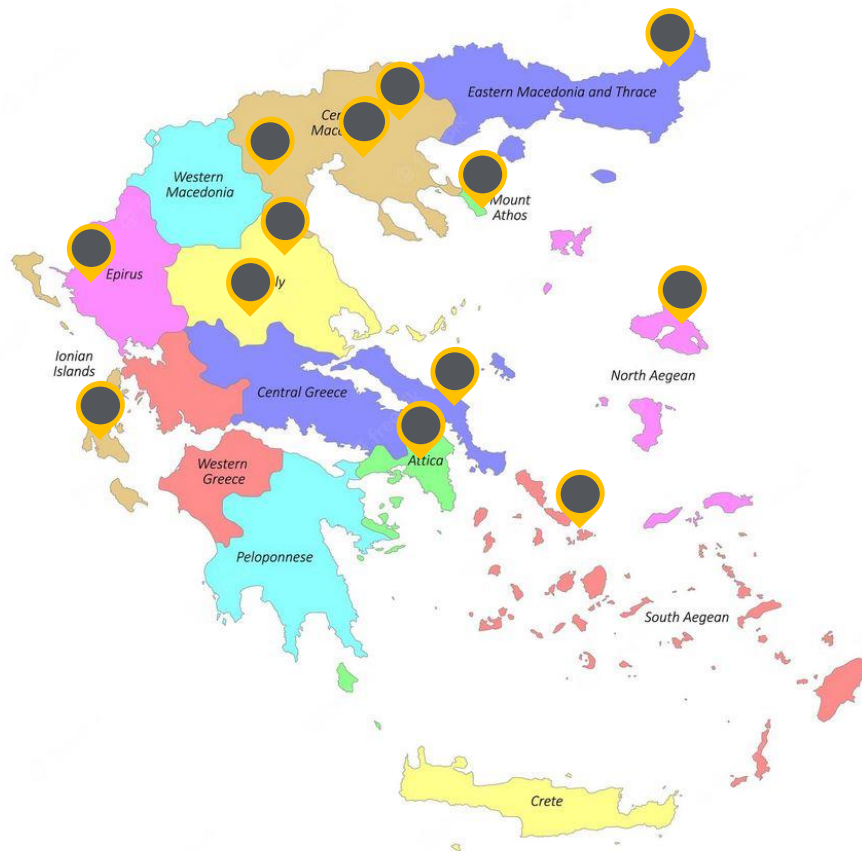 Eastern Macedonia and Thrace
Western
Macedonia
Mount
Athos
Epirus
Ionian
Islands
North Aegean
Central Greece
Attica
Western
Greece
Peloponnese
South Aegean
Crete